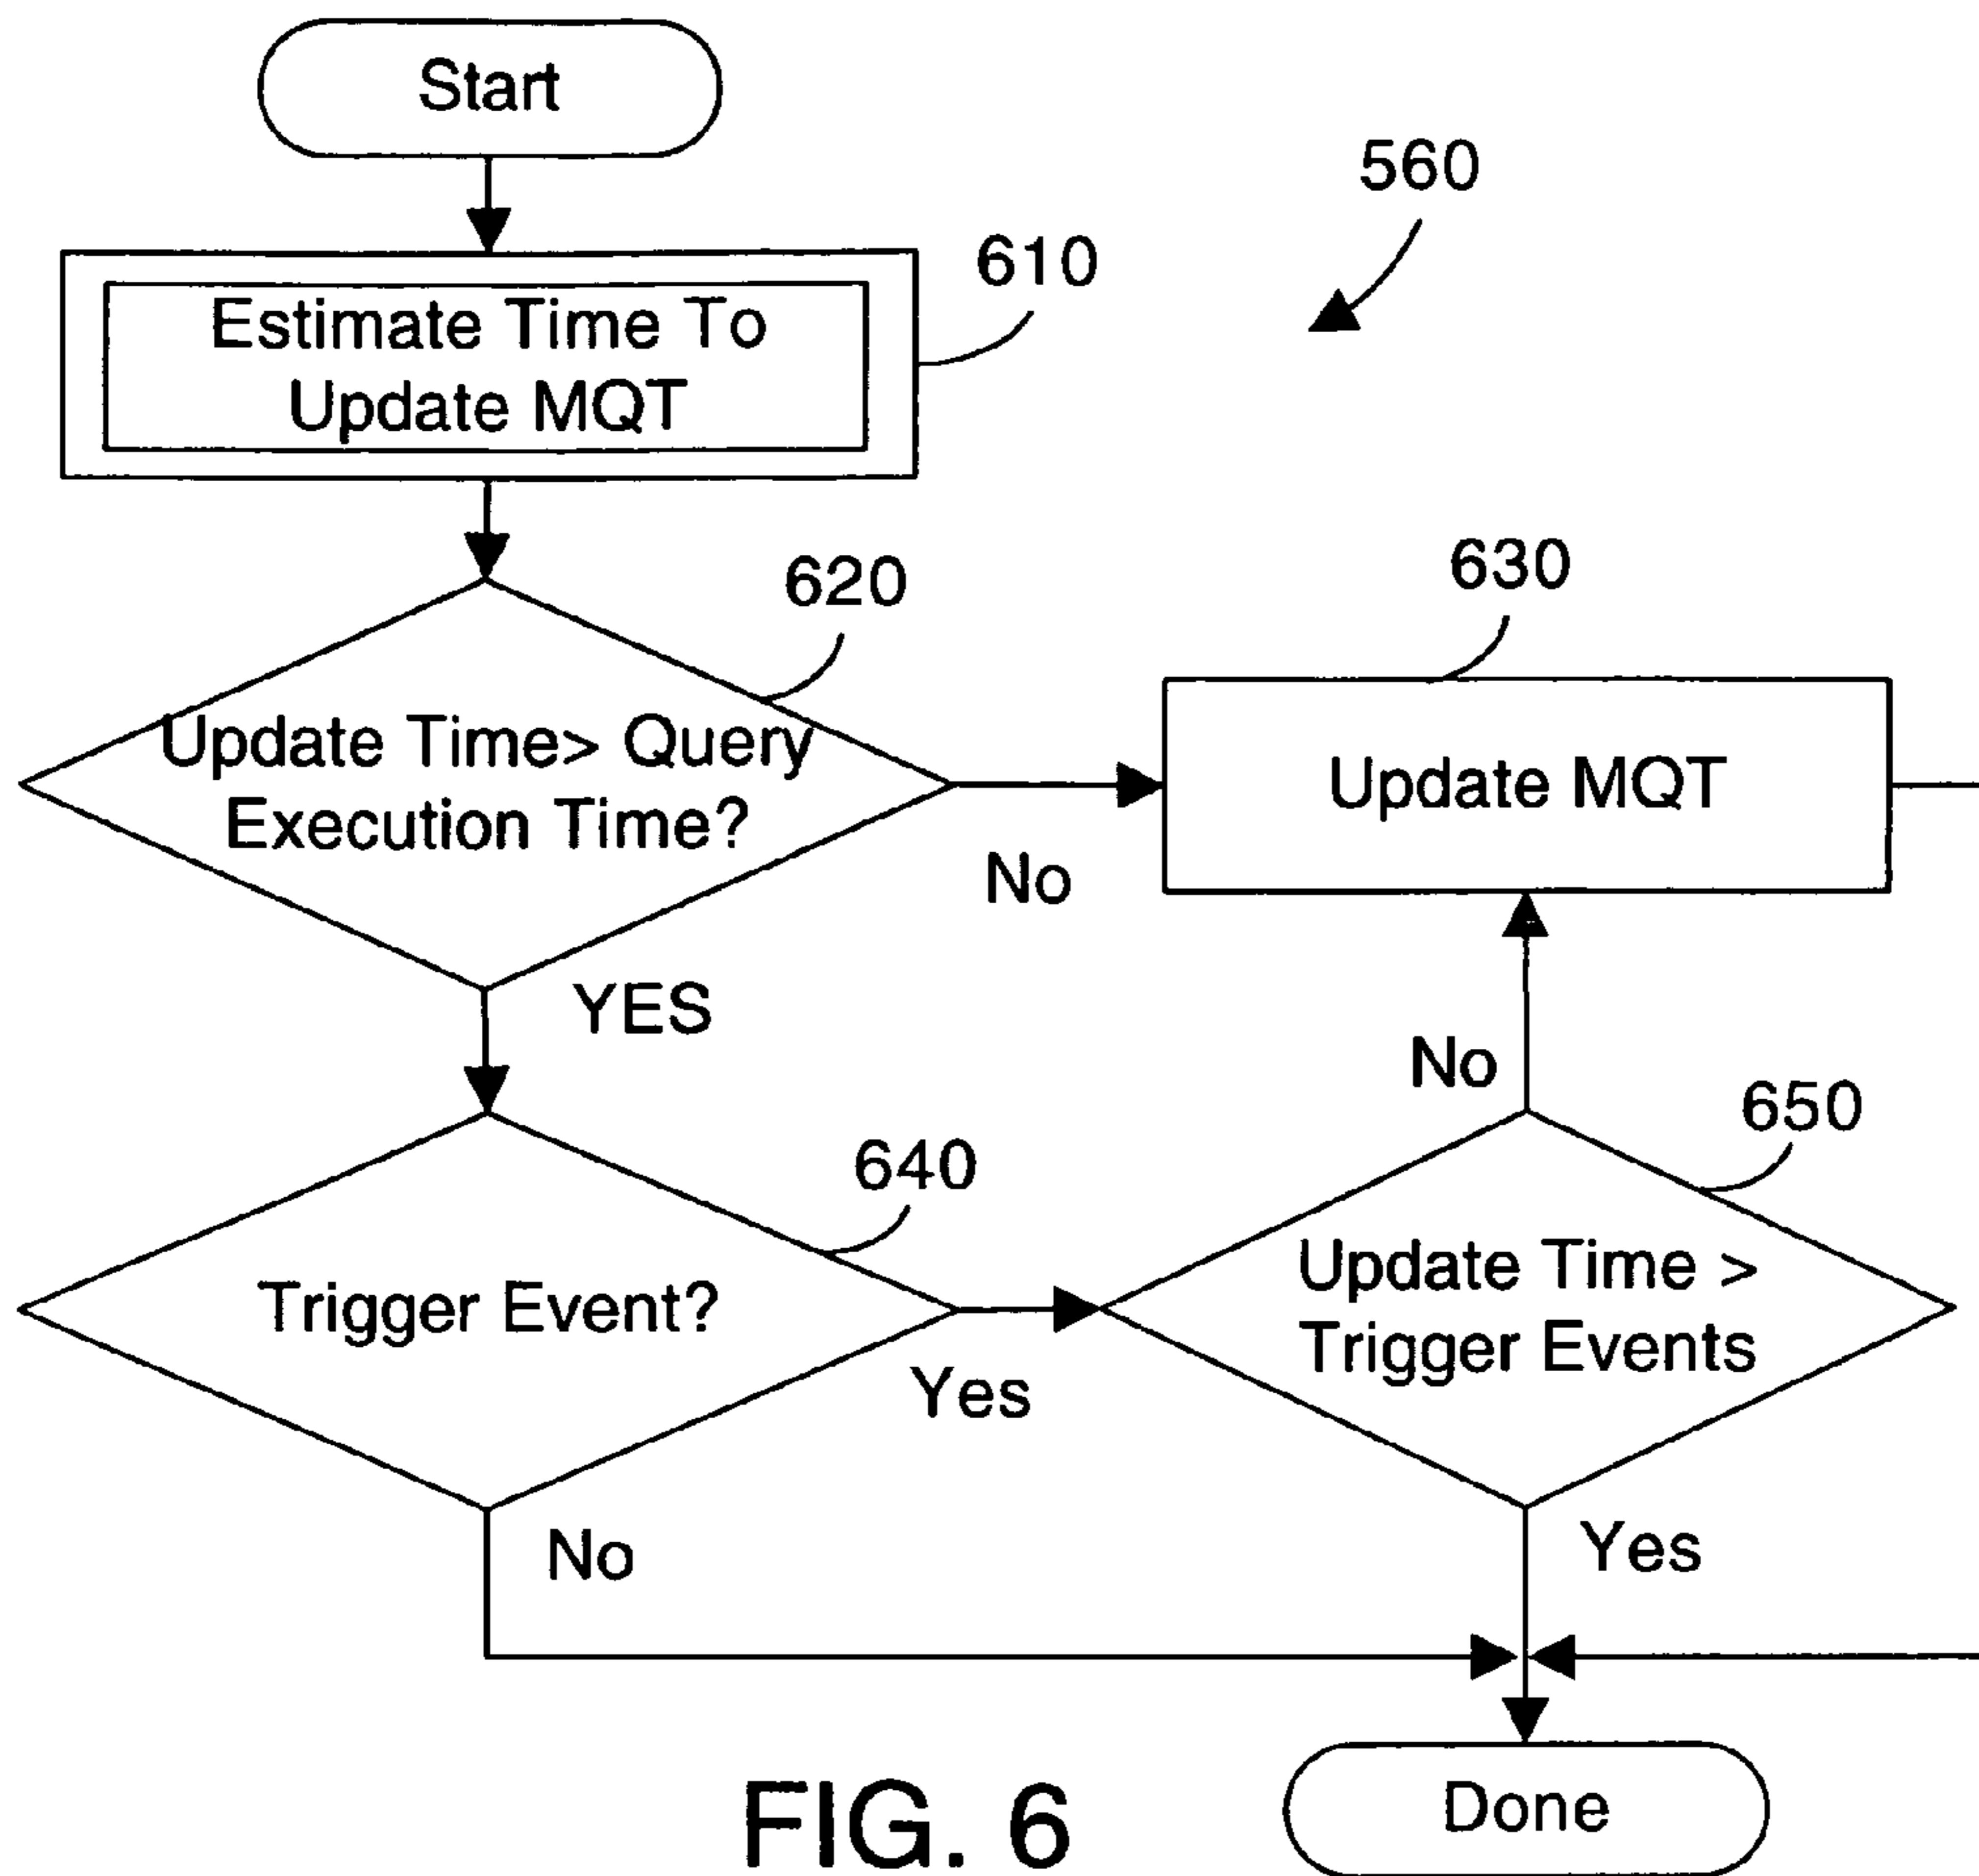 Start
560
610
Estimate Time To
Update MQT
620
630
Update Time> Query
Execution Time?
Update MQT
No
YES
No
650
640
Update Time >
Trigger Events
Trigger Event?
Yes
No
Yes
Done
FIG. 6